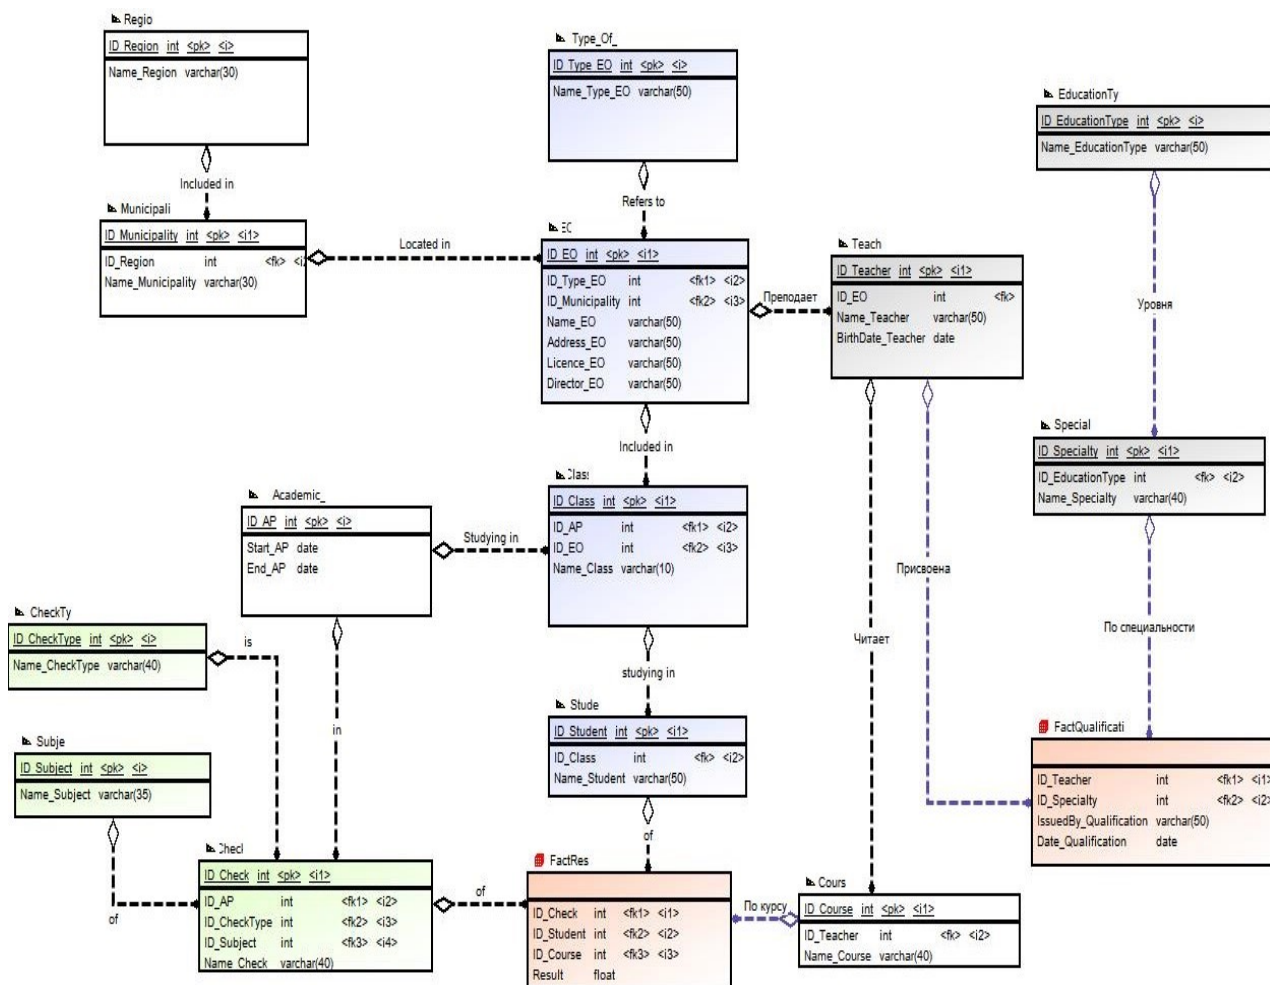 Regio
ID_Region int <pk> <i>
Name_Region varchar(30)
Included in
Municipali
ID_Municipality int <pk> <i1>
ID_Region int <fk> <i2
Name_Municipality varchar(30)
Located in
Type_Of_
ID_Type_EO int <pk> <i>
Name_Type_EO varchar(50)
Refers to
EC
ID_EO int <pk> <i1>
ID_Type_EO int <fk1> <i2>
ID_Municipality int <fk2> <i3>
Name_EO varchar(50)
Address_EO varchar(50)
Licence_EO varchar(50)
Director_EO varchar(50)
Преподает
Teach
ID_Teacher int <pk> <i1>
ID_EO int <fk>
Name_Teacher varchar(50)
BirthDate_Teacher date
EducationTy
ID_EducationType int <pk> <i>
Name_EducationType varchar(50)
Уровня
Special
ID_Specialty int <pk> <i1>
ID_EducationType int <fk> <i2>
Name_Specialty varchar(40)
Included in
Class
ID_Class int <pk> <i1>
ID_AP int <fk1> <i2>
ID_EO int <fk2> <i3>
Name_Class varchar(10)
Academic_
ID_AP int <pk> <i>
Start_AP date
End_AP date
Studying in
Присвоена
Читает
По специальности
CheckTy
ID_CheckType int <pk> <i>
Name_CheckType varchar(40)
is
in
studying in
Stude
ID_Student int <pk> <i1>
ID_Class int <fk> <i2>
Name_Student varchar(50)
of
Subje
ID_Subject int <pk> <i>
Name_Subject varchar(35)
of
Checl
ID_Check int <pk> <i1>
ID_AP int <fk1> <i2>
ID_CheckType int <fk2> <i3>
ID_Subject int <fk3> <i4>
Name_Check varchar(40)
of
FactRes
ID_Check int <fk1> <i1>
ID_Student int <fk2> <i2>
ID_Course int <fk3> <i3>
Result float
По курсу
Cours
ID_Course int <pk> <i1>
ID_Teacher int <fk> <i2>
Name_Course varchar(40)
FactQualificati
ID_Teacher int <fk1> <i1>
ID_Specialty int <fk2> <i2>
IssuedBy_Qualification varchar(50)
Date_Qualification date